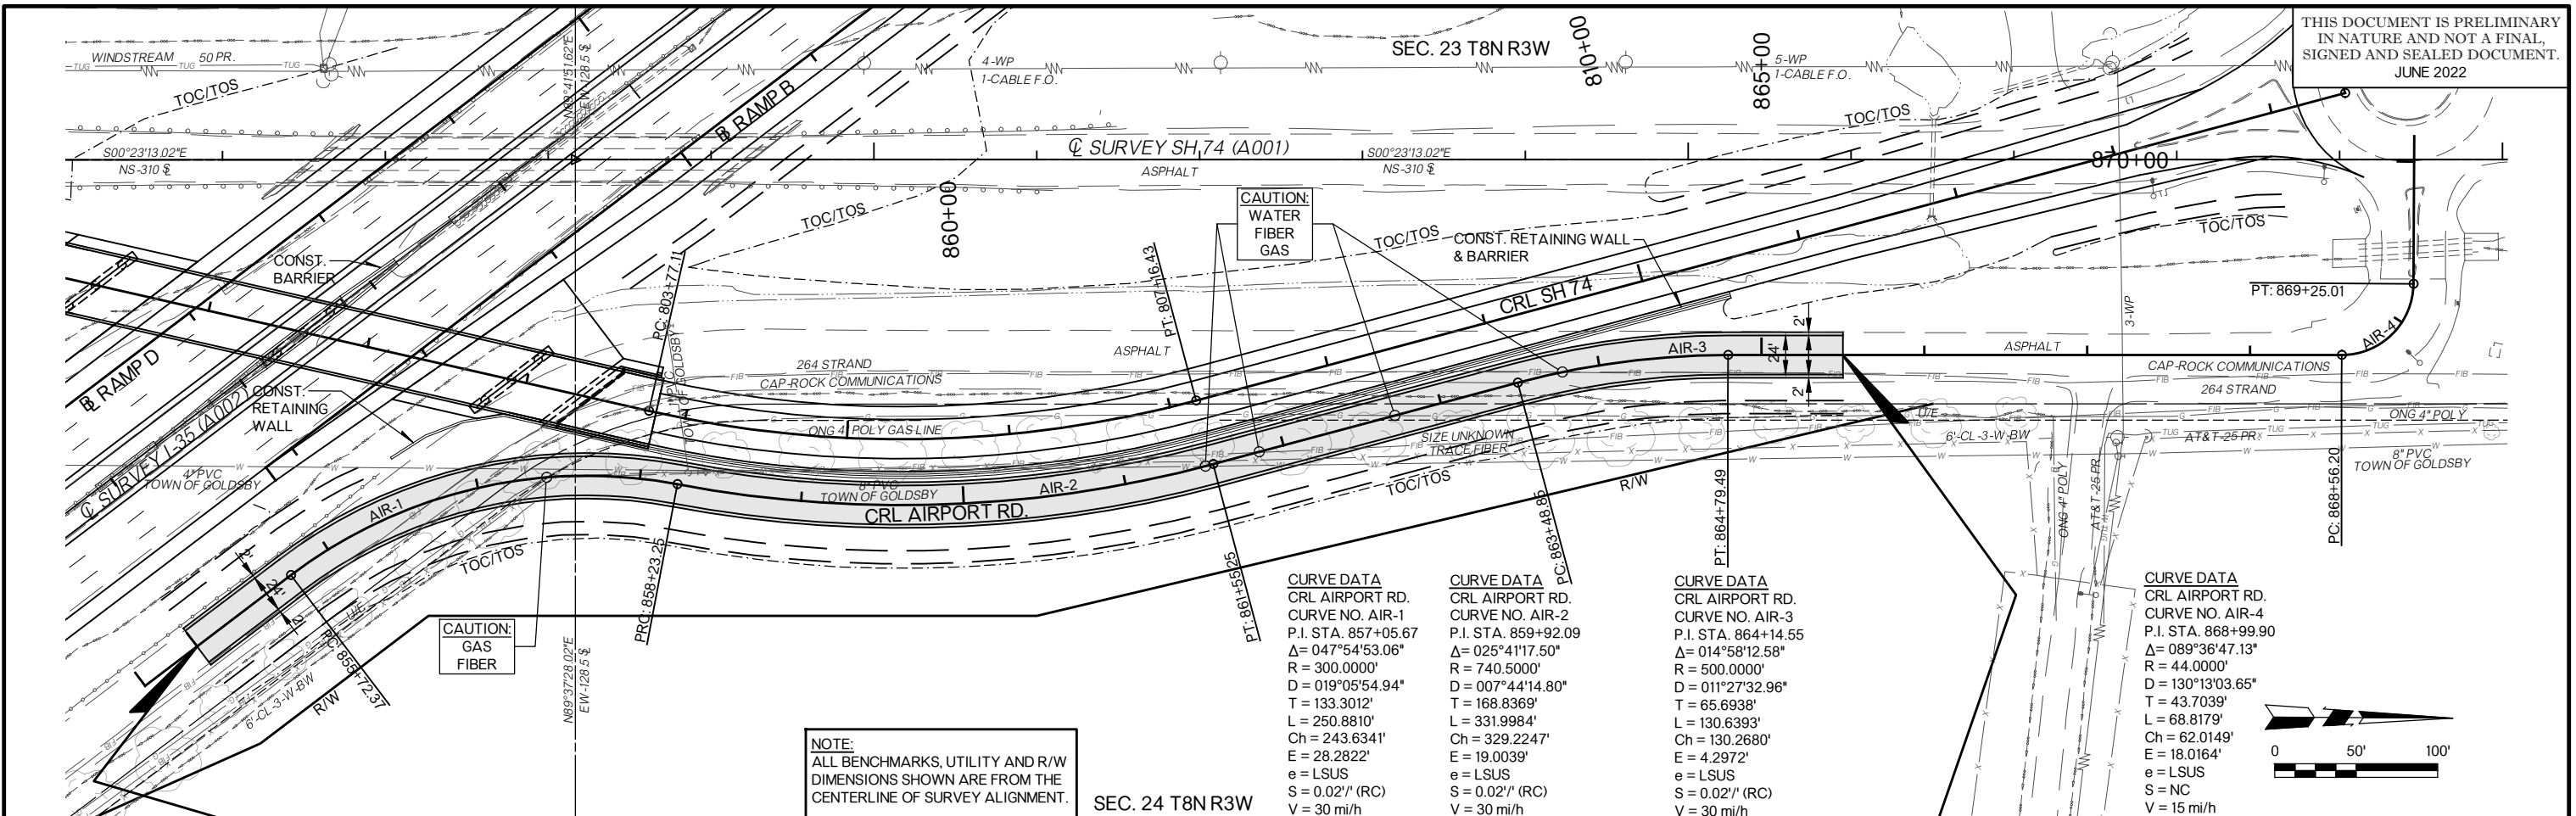 THIS DOCUMENT IS PRELIMINARY
IN NATURE AND NOT A FINAL,
SIGNED AND SEALED DOCUMENT.
JUNE 2022
WINDSTREAM 50 PR.
TUG TUG TUG
TOC/TOS
N89°41'51.62"E
EW-128.5 ℄
℄ RAMP B
4-WP
1-CABLE F.O.
SEC. 23 T8N R3W
810+00
865+00
5-WP
1-CABLE F.O.
TOC/TOS
S00°23'13.02"E
NS-310 ℄
℄ SURVEY SH 74 (A001)
ASPHALT
S00°23'13.02"E
NS-310 ℄
870+00
TOC/TOS
860+00
CAUTION:
WATER
FIBER
GAS
TOC/TOS
CONST. RETAINING WALL
& BARRIER
TOC/TOS
CONST.
BARRIER
PC: 803+77.11
PT: 807+16.43
CRL SH 74
3-WP
PT: 869+25.01
AIR-4
℄ RAMP D
TOWN OF GOLDSBY
264 STRAND
CAP-ROCK COMMUNICATIONS
ASPHALT
AIR-3
2'
24'
2'
ASPHALT
CAP-ROCK COMMUNICATIONS
264 STRAND
CONST.
RETAINING
WALL
℄ SURVEY I-35 (A002)
ONG 4" POLY GAS LINE
SIZE UNKNOWN
TRACE FIBER
U/E
6'-CL-3-W-BW
ONG 4" POLY
AT&T-25 PR.
TUG TUG
8" PVC
TOWN OF GOLDSBY
4" PVC
TOWN OF GOLDSBY
8" PVC
TOWN OF GOLDSBY
AIR-1
AIR-2
CRL AIRPORT RD.
TOC/TOS
R/W
ONG 4" POLY
AT&T-25PR.
TOC/TOS
2'
24'
2'
U/E
PC: 855+72.37
PRC: 858+23.25
PT: 861+55.25
PC: 863+48.85
PT: 864+79.49
PC: 868+56.20
6'-CL-3-W-BW
R/W
CAUTION:
GAS
FIBER
N89°37'28.02"E
EW-128.5 ℄
NOTE:
ALL BENCHMARKS, UTILITY AND R/W
DIMENSIONS SHOWN ARE FROM THE
CENTERLINE OF SURVEY ALIGNMENT.
SEC. 24 T8N R3W
CURVE DATA
CRL AIRPORT RD.
CURVE NO. AIR-1
P.I. STA. 857+05.67
Δ= 047°54'53.06"
R = 300.0000'
D = 019°05'54.94"
T = 133.3012'
L = 250.8810'
Ch = 243.6341'
E = 28.2822'
e = LSUS
S = 0.02'/' (RC)
V = 30 mi/h
CURVE DATA
CRL AIRPORT RD.
CURVE NO. AIR-2
P.I. STA. 859+92.09
Δ= 025°41'17.50"
R = 740.5000'
D = 007°44'14.80"
T = 168.8369'
L = 331.9984'
Ch = 329.2247'
E = 19.0039'
e = LSUS
S = 0.02'/' (RC)
V = 30 mi/h
CURVE DATA
CRL AIRPORT RD.
CURVE NO. AIR-3
P.I. STA. 864+14.55
Δ= 014°58'12.58"
R = 500.0000'
D = 011°27'32.96"
T = 65.6938'
L = 130.6393'
Ch = 130.2680'
E = 4.2972'
e = LSUS
S = 0.02'/' (RC)
V = 30 mi/h
CURVE DATA
CRL AIRPORT RD.
CURVE NO. AIR-4
P.I. STA. 868+99.90
Δ= 089°36'47.13"
R = 44.0000'
D = 130°13'03.65"
T = 43.7039'
L = 68.8179'
Ch = 62.0149'
E = 18.0164'
e = LSUS
S = NC
V = 15 mi/h
0 50' 100'